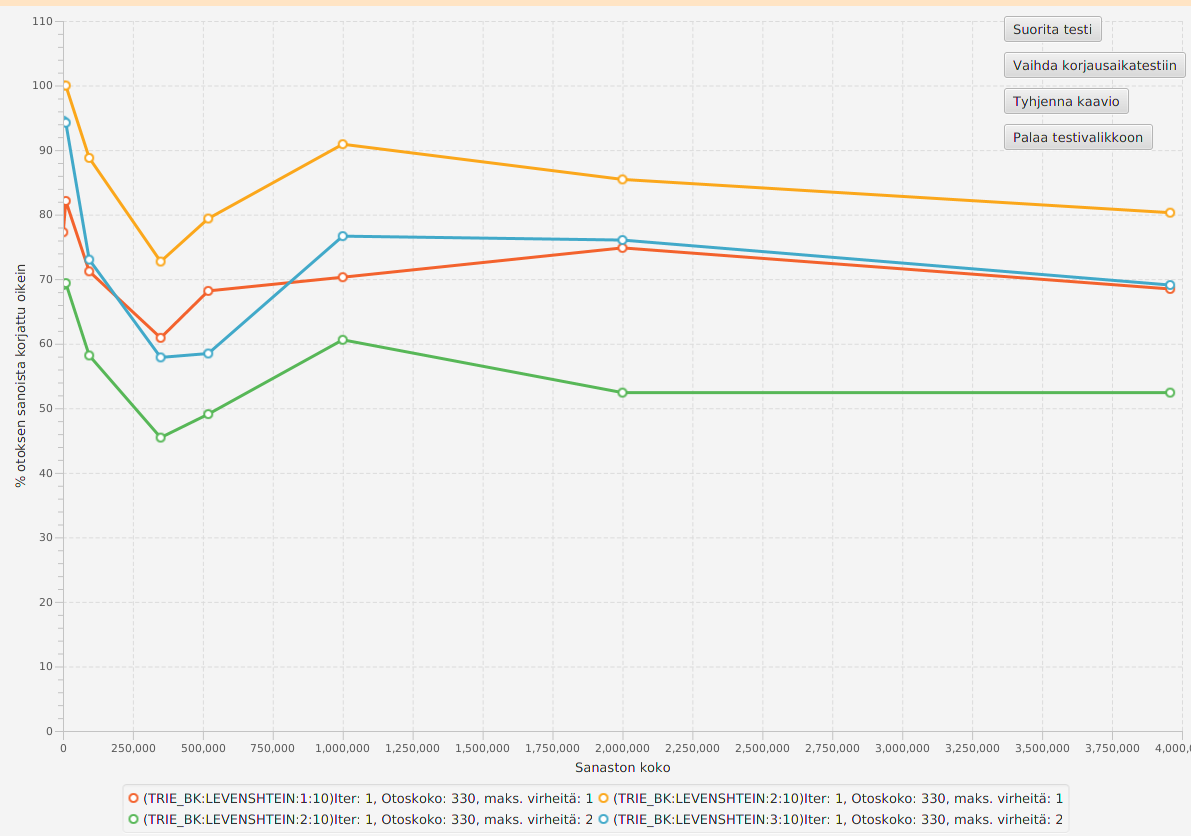 110
100
90
80
70
60
50
40
30
20
10
0
% otoksen sanoista korjattu oikein
Suorita testi
Vaihda korjausaikatestiin
Tyhjenna kaavio
Palaa testivalikkoon
0 250,000 500,000 750,000 1,000,000 1,250,000 1,500,000 1,750,000 2,000,000 2,250,000 2,500,000 2,750,000 3,000,000 3,250,000 3,500,000 3,750,000 4,000,0
Sanaston koko
(TRIE_BK:LEVENSHTEIN:1:10)Iter: 1, Otoskoko: 330, maks. virheitä: 1 (TRIE_BK:LEVENSHTEIN:2:10)Iter: 1, Otoskoko: 330, maks. virheitä: 1
(TRIE_BK:LEVENSHTEIN:2:10)Iter: 1, Otoskoko: 330, maks. virheitä: 2 (TRIE_BK:LEVENSHTEIN:3:10)Iter: 1, Otoskoko: 330, maks. virheitä: 2